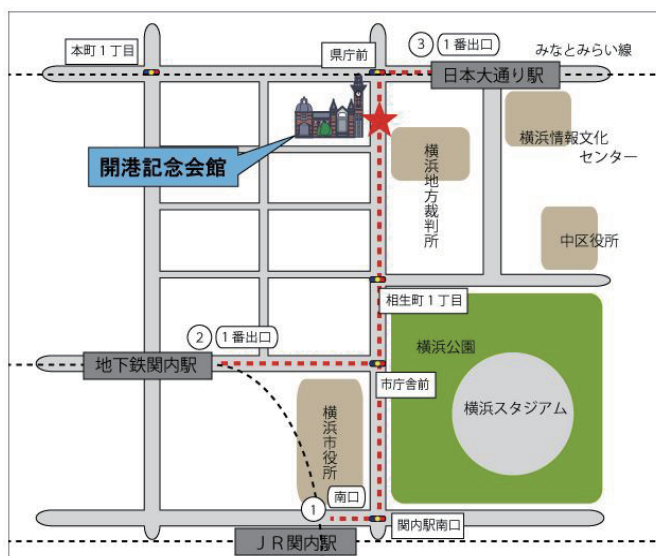 本町１丁目
県庁前
③
１番出口
みなとみらい線
日本大通り駅
開港記念会館
横浜地方裁判所
横浜情報文化
センター
中区役所
相生町１丁目
②
１番出口
地下鉄関内駅
市庁舎前
横浜公園
横浜スタジアム
横浜市役所
①
南口
関内駅南口
ＪＲ関内駅